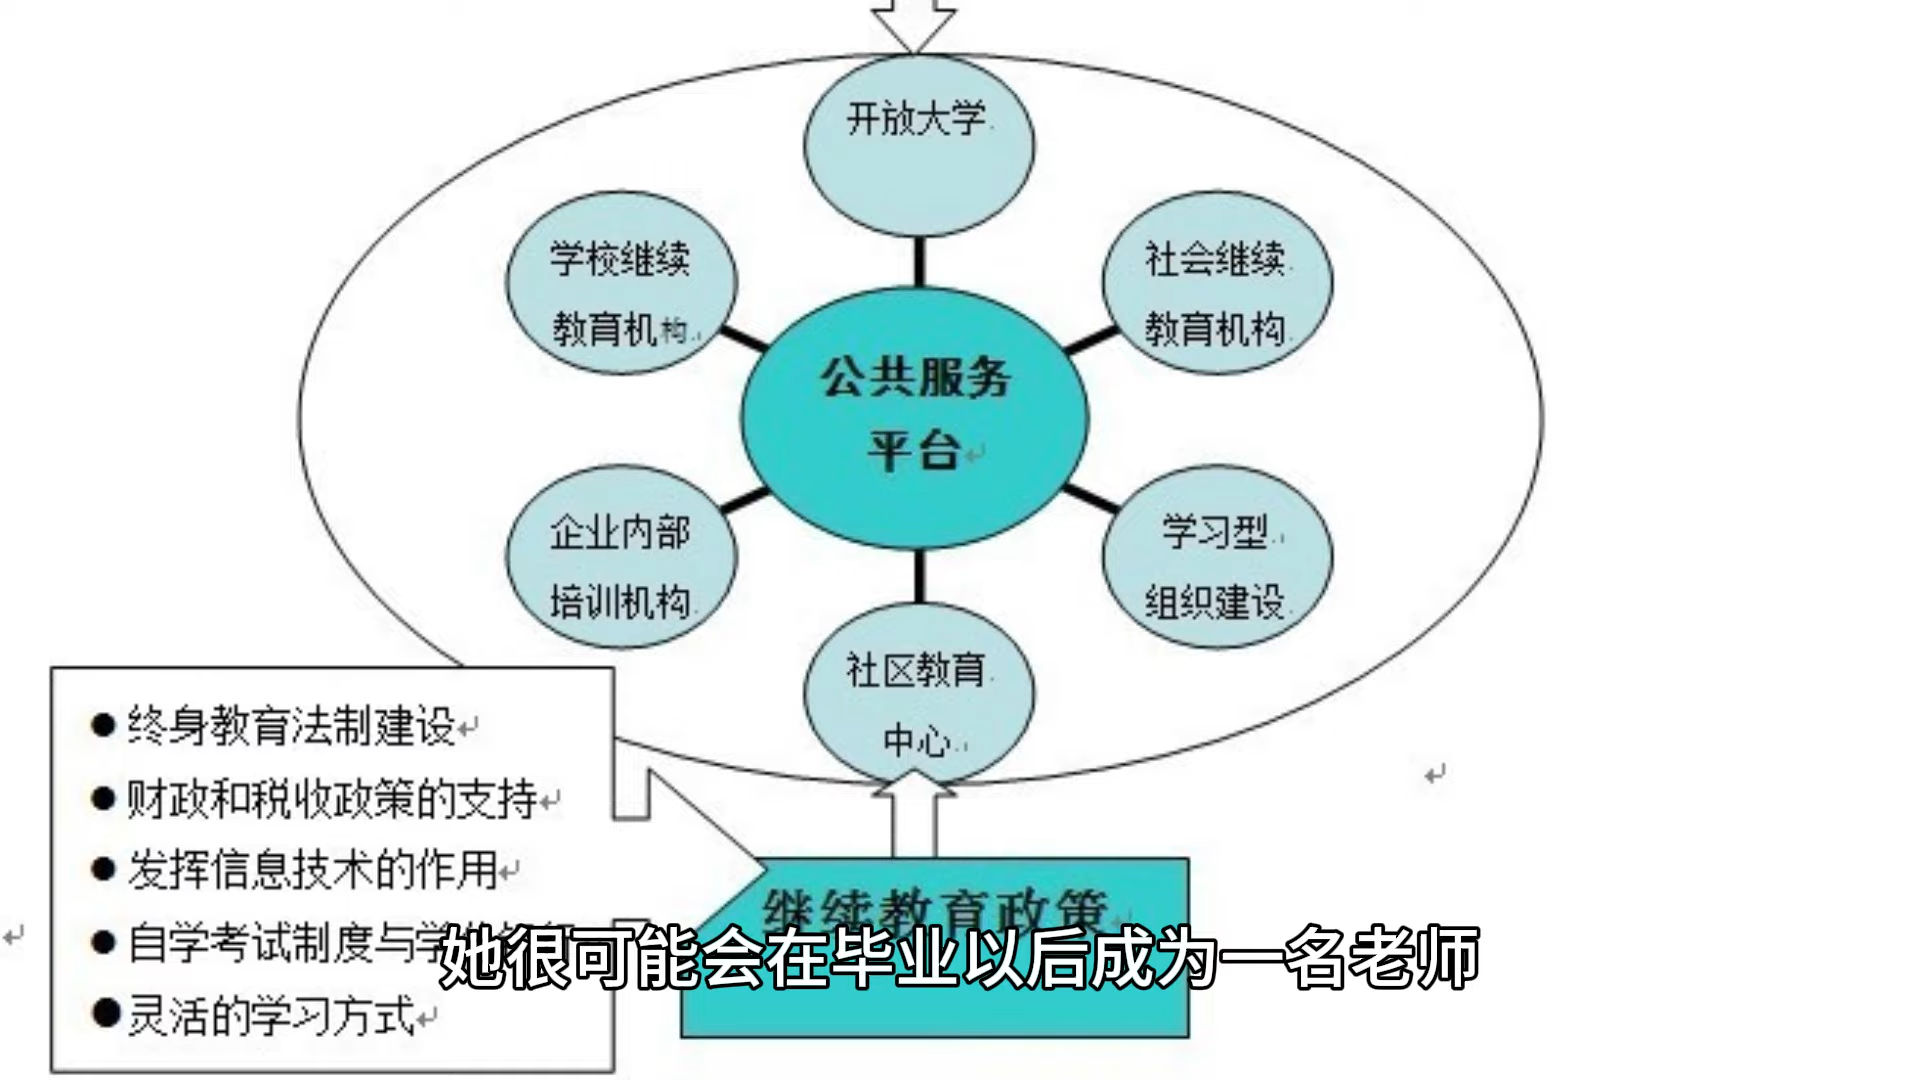 开放大学
学校继续
教育机构
社会继续
教育机构
公共服务
平台
企业内部
培训机构
学习型
组织建设
社区教育
中心
终身教育法制建设
财政和税收政策的支持
发挥信息技术的作用
自学考试制度与学
灵活的学习方式
继续教育政策
她很可能会在毕业以后成为一名老师